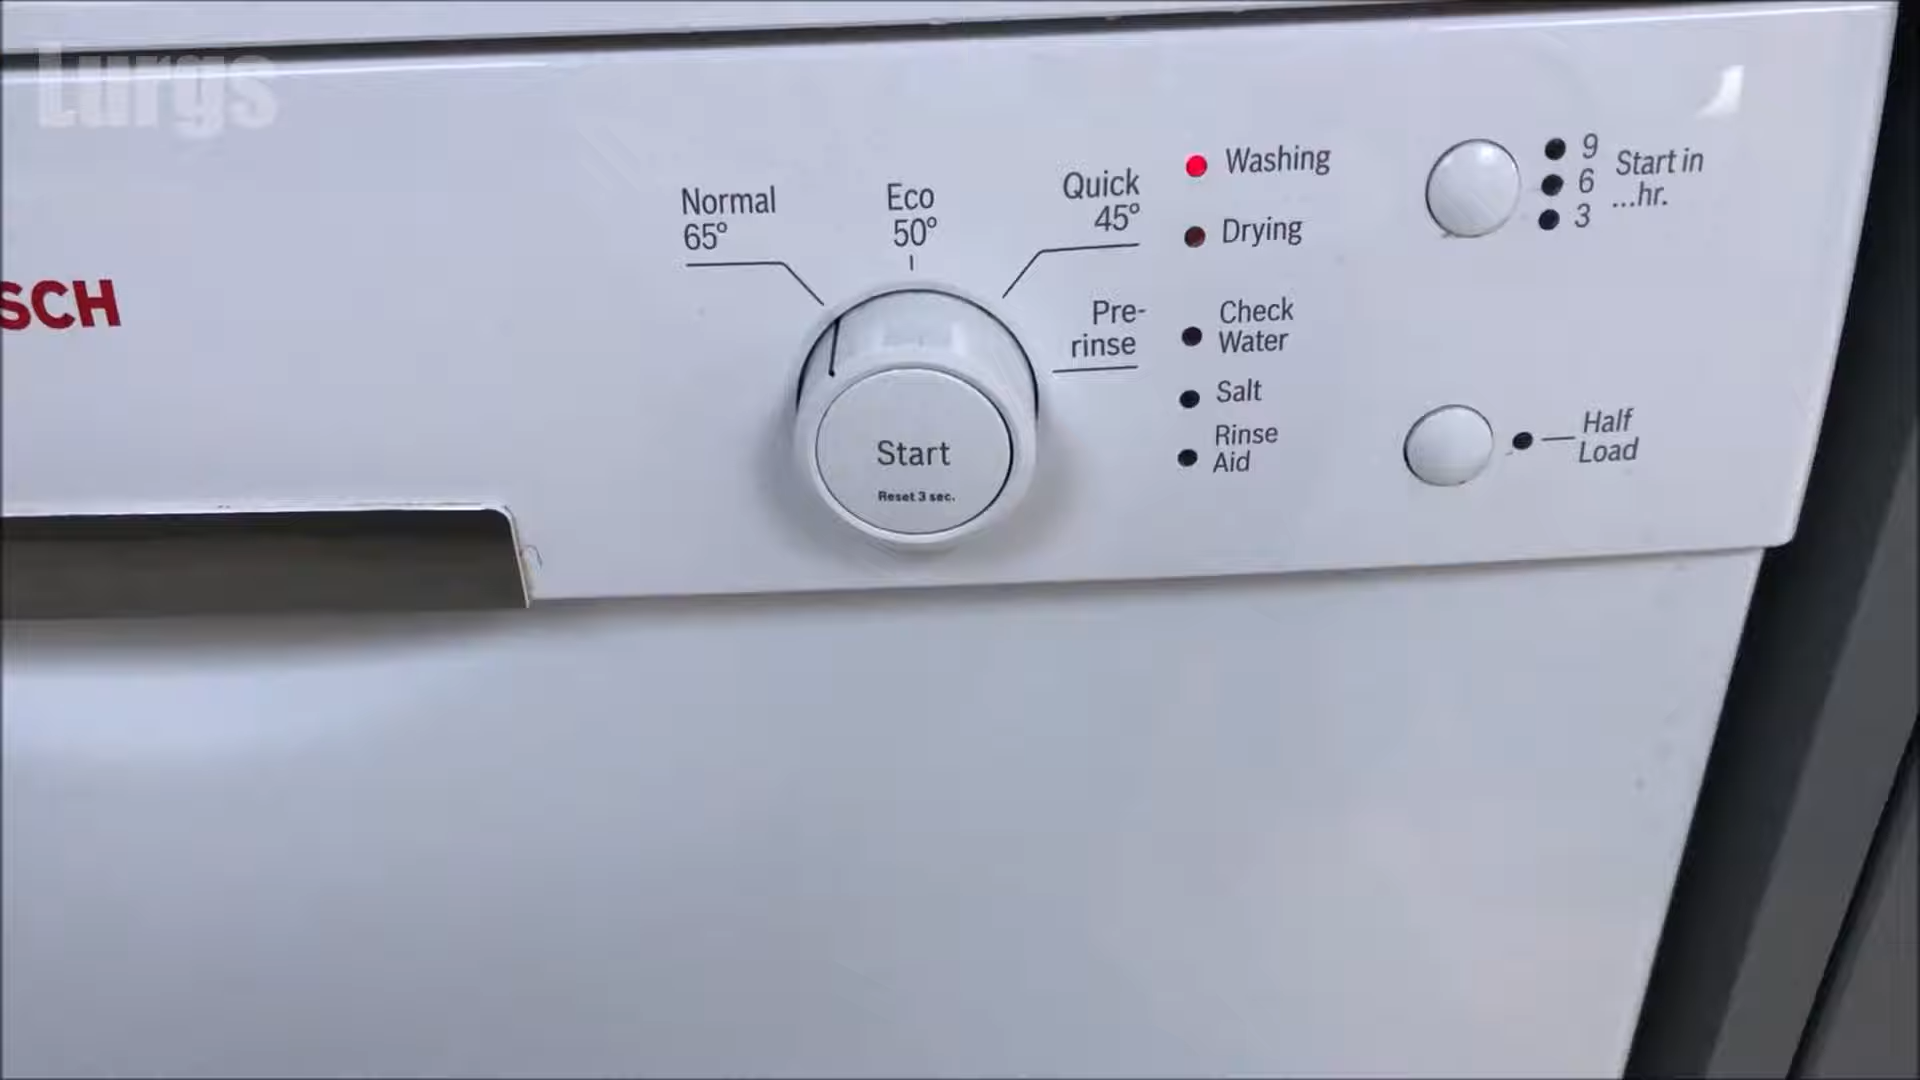 Lurgs
SCH
Normal
65°
Eco
50°
Quick
45°
Pre-
rinse
Start
Reset 3 sec.
Washing
Drying
Check
Water
Salt
Rinse
Aid
9
6
3
Start in
...hr.
Half
Load